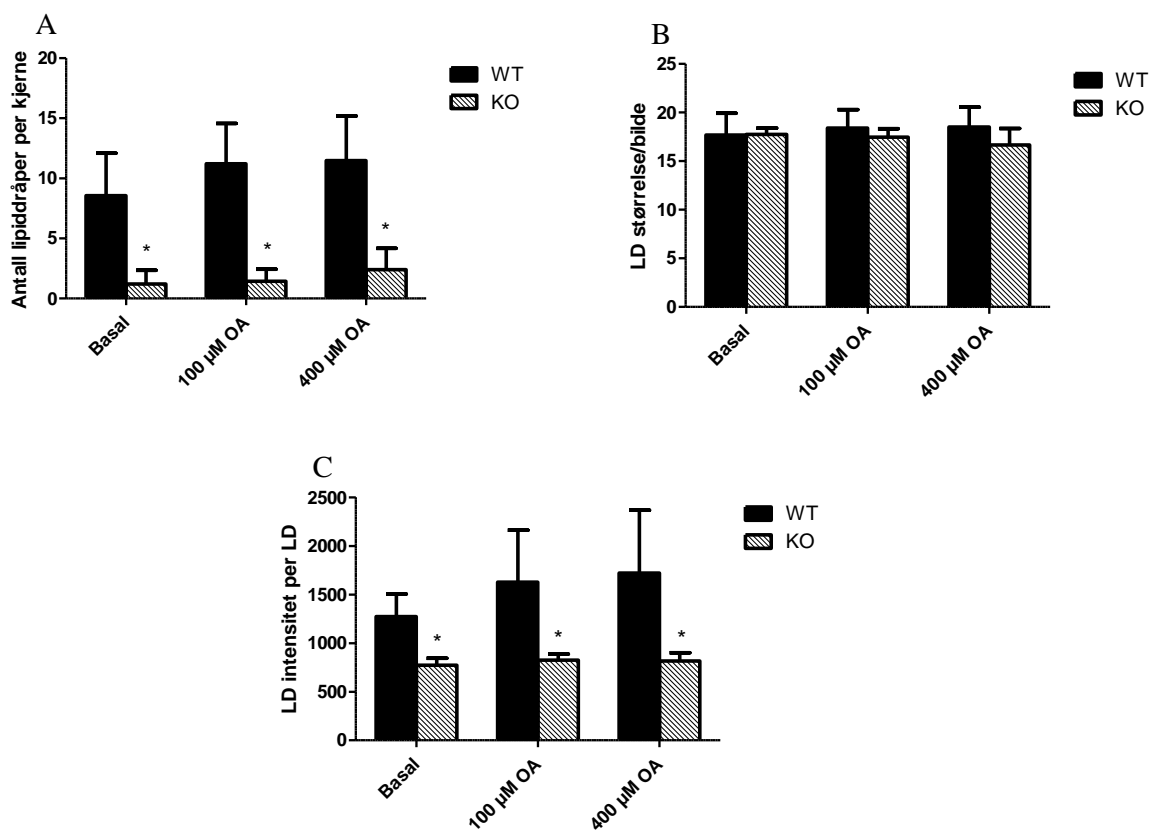 A
Antall lipiddråper per kjerne
20
15
10
5
0
* * *
Basal
100 µM OA
400 µM OA
WT
KO
B
LD størrelse/bilde
25
20
15
10
5
0
Basal
100 µM OA
400 µM OA
WT
KO
C
LD intensitet per LD
2500
2000
1500
1000
500
0
* * *
Basal
100 µM OA
400 µM OA
WT
KO